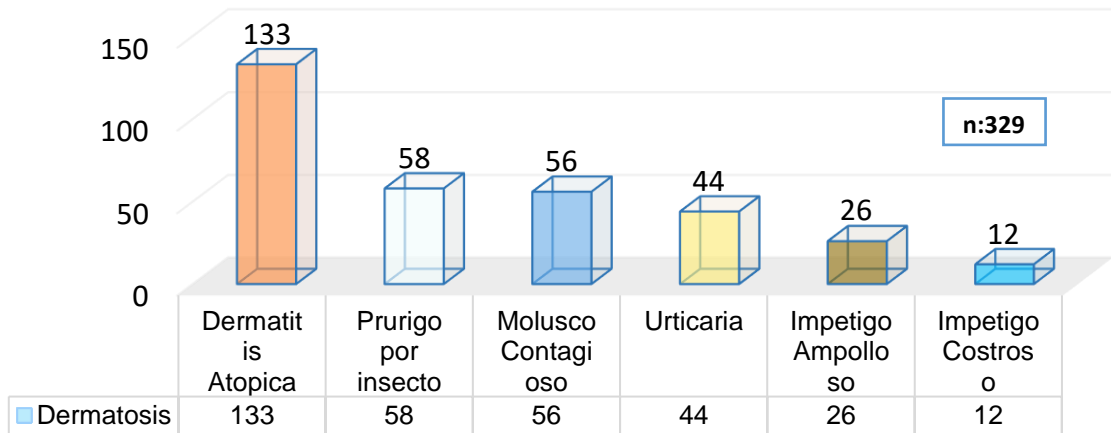 150
100
50
0
133
58
56
44
26
12
n:329
Dermatit
is
Atopica
Prurigo
por
insecto
Molusco
Contagi
oso
Urticaria
Impetigo
Ampollo
so
Impetigo
Costros
o
Dermatosis 133 58 56 44 26 12